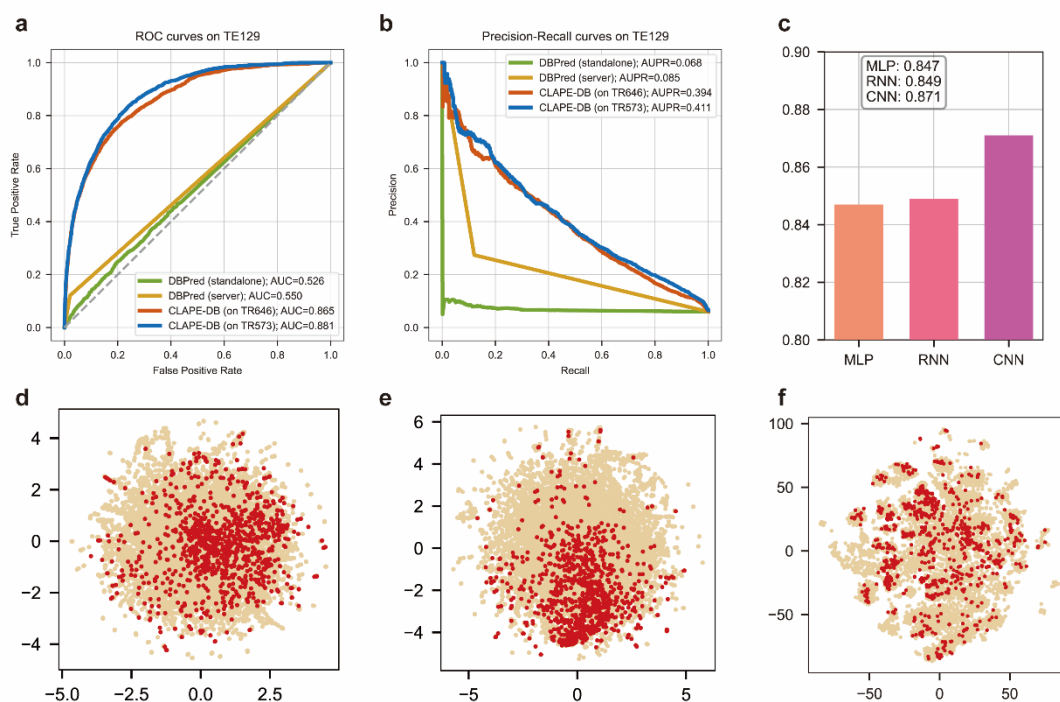 a
ROC curves on TE129
1.0
0.8
0.6
0.4
0.2
0.0
True Positive Rate
DBPred (standalone); AUC=0.526
DBPred (server); AUC=0.550
CLAPE-DB (on TR646); AUC=0.865
CLAPE-DB (on TR573); AUC=0.881
0.0 0.2 0.4 0.6 0.8 1.0
False Positive Rate
b
Precision-Recall curves on TE129
1.0
0.8
0.6
0.4
0.2
0.0
Precision
DBPred (standalone); AUPR=0.068
DBPred (server); AUPR=0.085
CLAPE-DB (on TR646); AUPR=0.394
CLAPE-DB (on TR573); AUPR=0.411
0.0 0.2 0.4 0.6 0.8 1.0
Recall
c
0.90
0.88
0.86
0.84
0.82
0.80
MLP: 0.847
RNN: 0.849
CNN: 0.871
MLP RNN CNN
d
4
2
0
−2
−4
−5.0 −2.5 0.0 2.5
e
6
4
2
0
−2
−4
−5 0 5
f
100
50
0
−50
−50 0 50